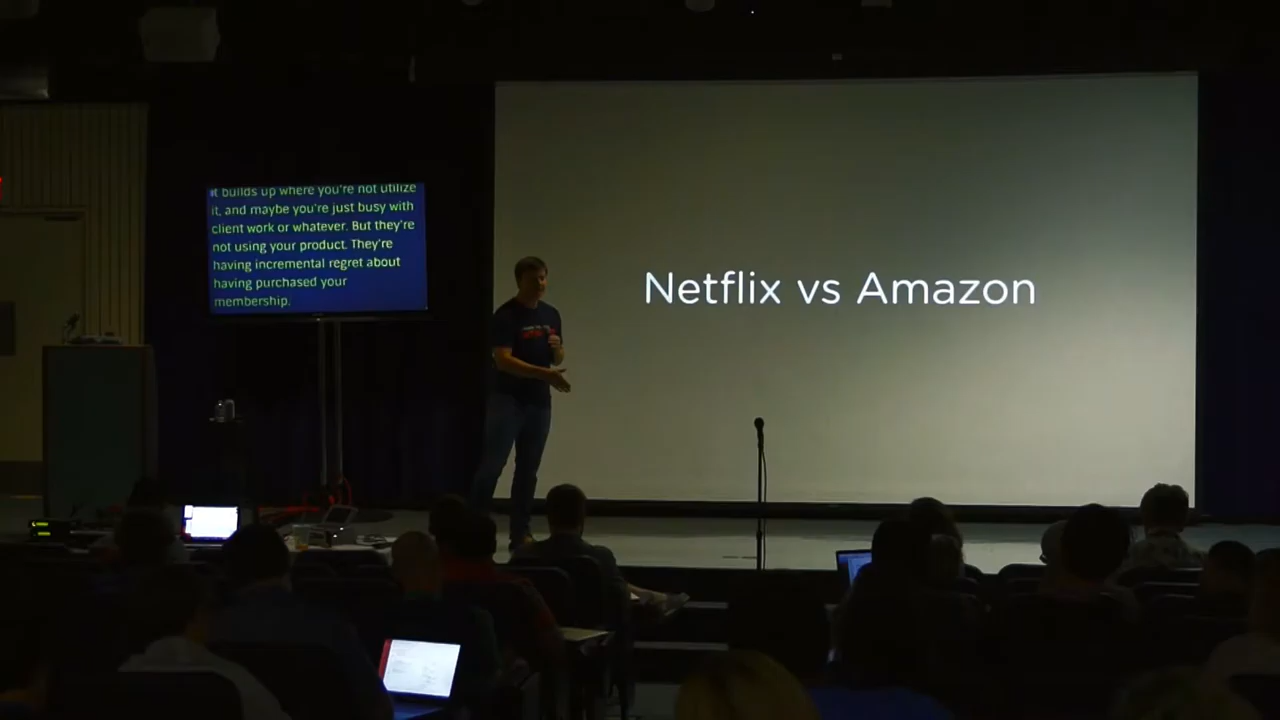 it builds up where you're not utilize
it, and maybe you're just busy with
client work or whatever. But they're
not using your product. They're
having incremental regret about
having purchased your
membership.
Netflix vs Amazon